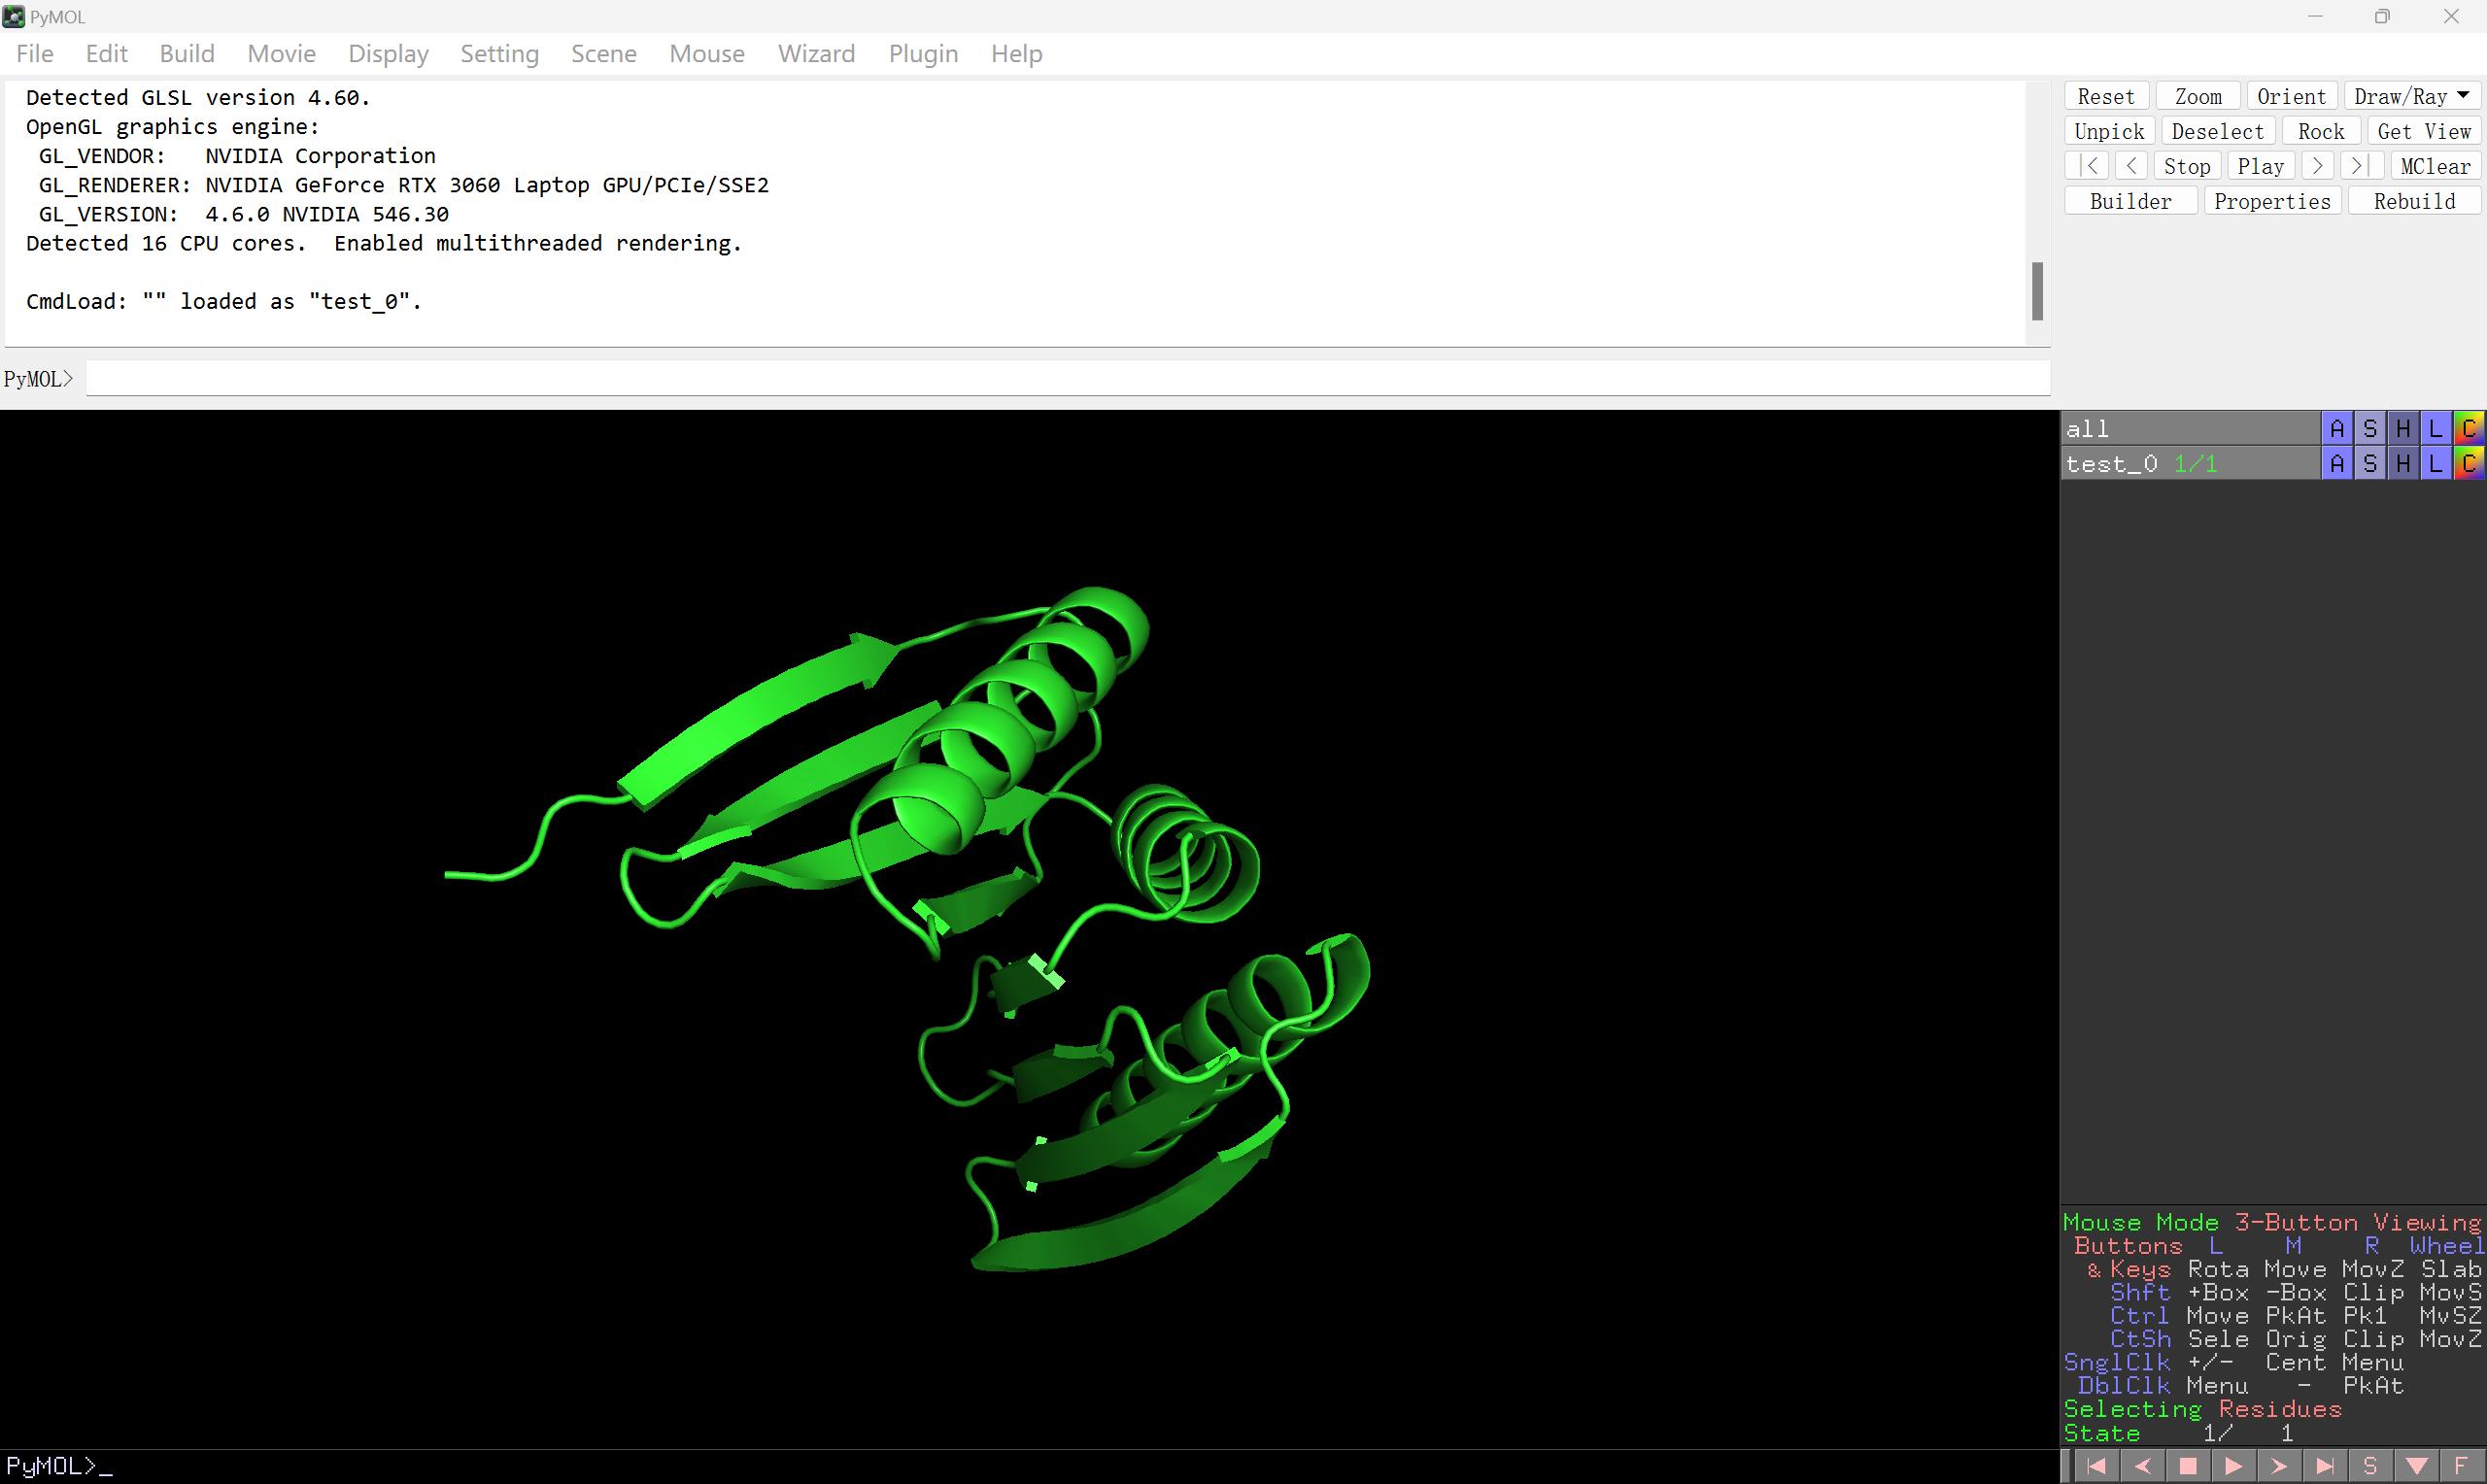 PyMOL
File Edit Build Movie Display Setting Scene Mouse Wizard Plugin Help
Detected GLSL version 4.60.
OpenGL graphics engine:
GL_VENDOR: NVIDIA Corporation
GL_RENDERER: NVIDIA GeForce RTX 3060 Laptop GPU/PCIe/SSE2
GL_VERSION: 4.6.0 NVIDIA 546.30
Detected 16 CPU cores. Enabled multithreaded rendering.
CmdLoad: "" loaded as "test_0".
PyMOL>
Reset Zoom Orient Draw/Ray
Unpick Deselect Rock Get View
|< < Stop Play > >| MClear
Builder Properties Rebuild
all A S H L C
test_0 1/1 A S H L C
Mouse Mode 3-Button Viewing
Buttons L M R Wheel
& Keys Rota Move MovZ Slab
Shft +Box -Box Clip MovS
Ctrl Move PkAt Pk1 MvSZ
CtSh Sele Orig Clip MovZ
SnglClk +/- Cent Menu
DblClk Menu - PkAt
Selecting Residues
State 1/ 1
PyMOL>_
S F